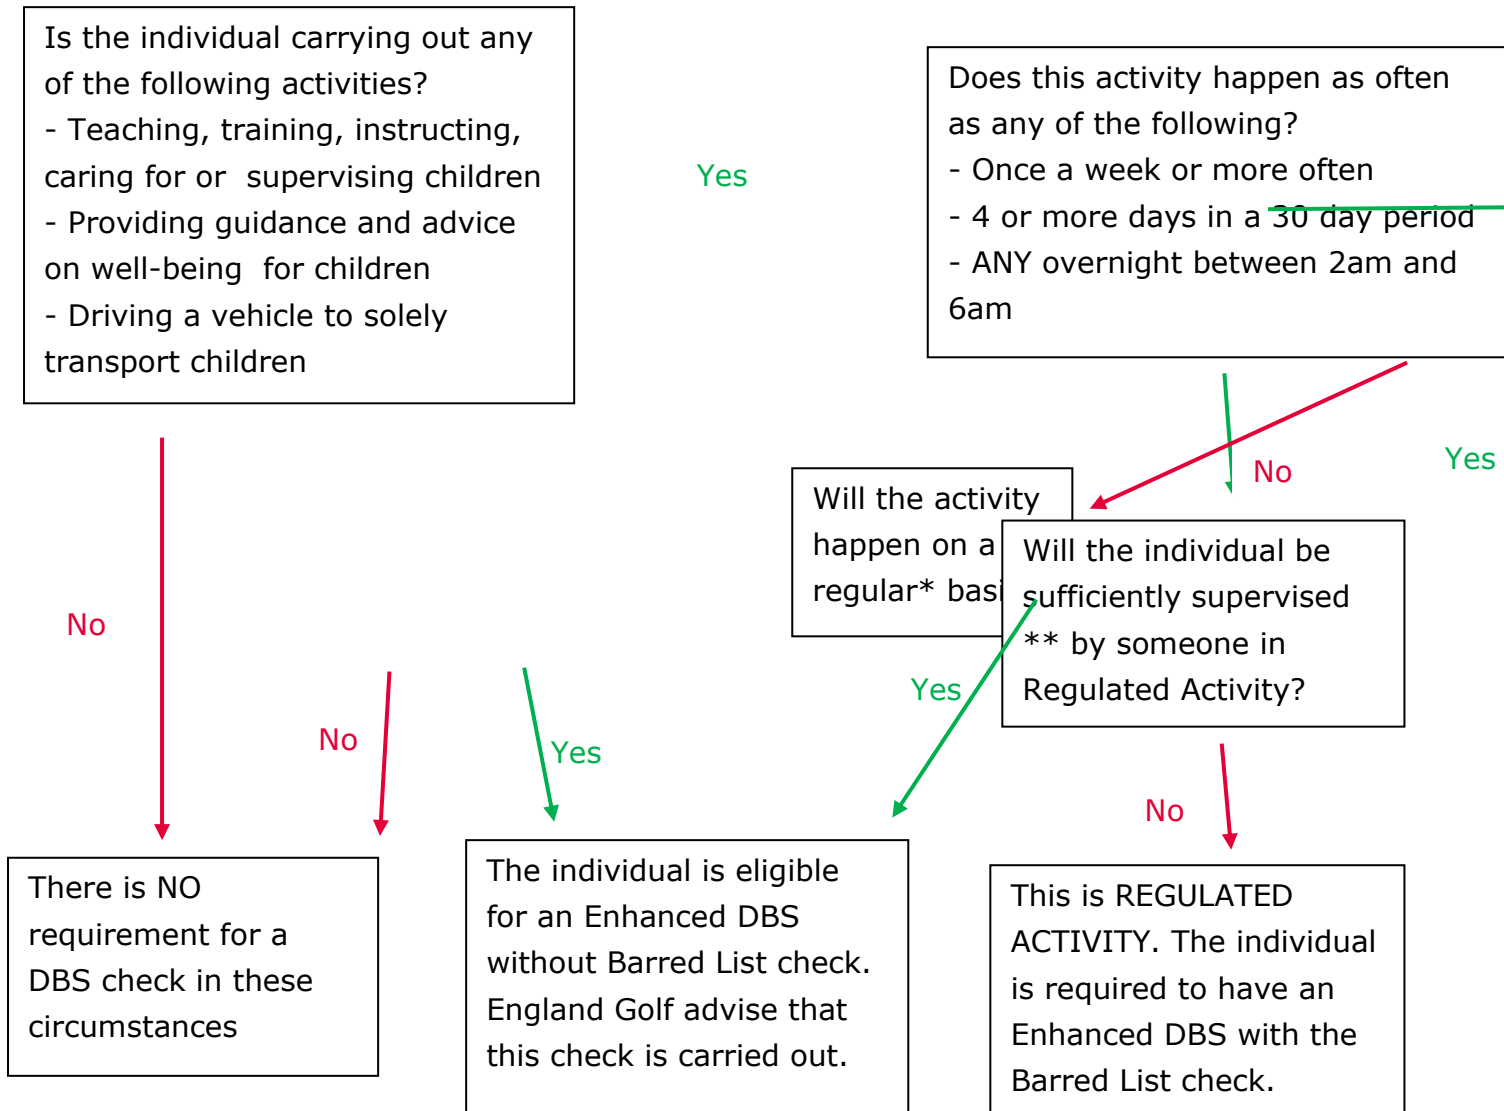 Is the individual carrying out any
of the following activities?
- Teaching, training, instructing,
caring for or  supervising children
- Providing guidance and advice
on well-being  for children
- Driving a vehicle to solely
transport children
Yes
Does this activity happen as often
as any of the following?
- Once a week or more often
- 4 or more days in a 30 day period
- ANY overnight between 2am and
6am
No
Yes
Will the activity
happen on a
regular* basi
Will the individual be
sufficiently supervised
** by someone in
Regulated Activity?
No
No
Yes
Yes
No
There is NO
requirement for a
DBS check in these
circumstances
The individual is eligible
for an Enhanced DBS
without Barred List check.
England Golf advise that
this check is carried out.
This is REGULATED
ACTIVITY. The individual
is required to have an
Enhanced DBS with the
Barred List check.